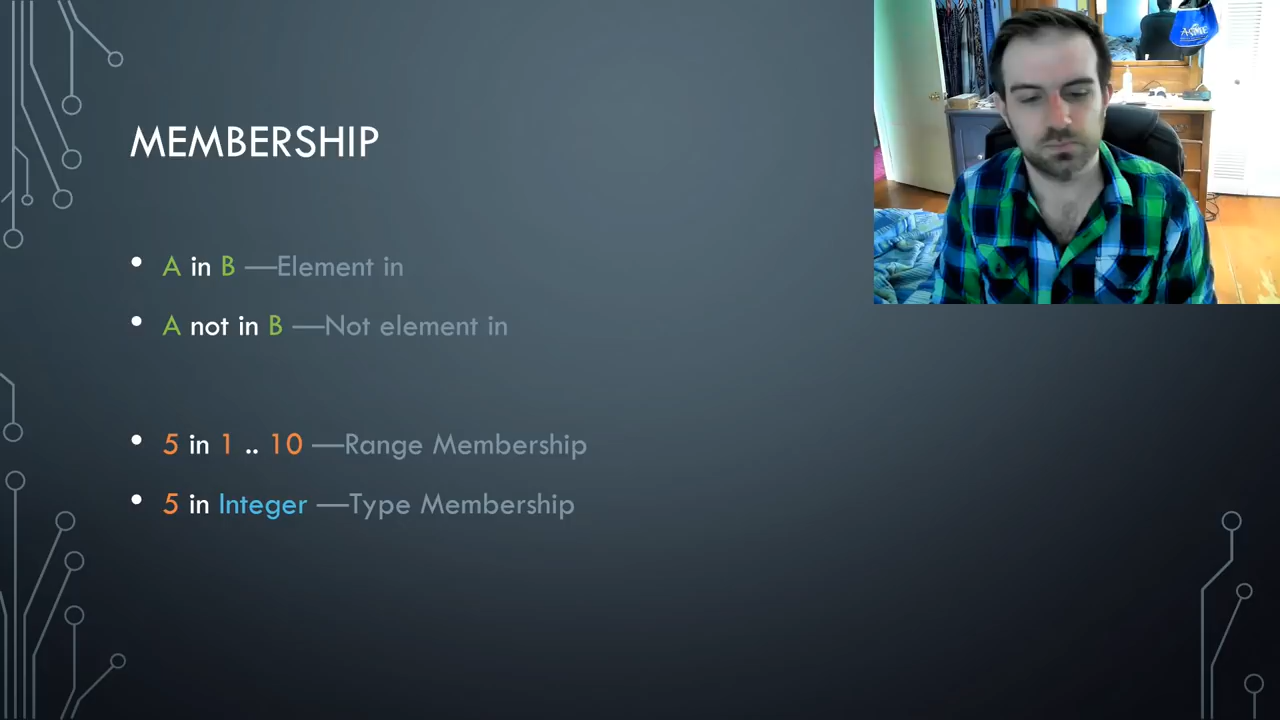 MEMBERSHIP
A in B —Element in
A not in B —Not element in
5 in 1 .. 10 —Range Membership
5 in Integer —Type Membership
ACME